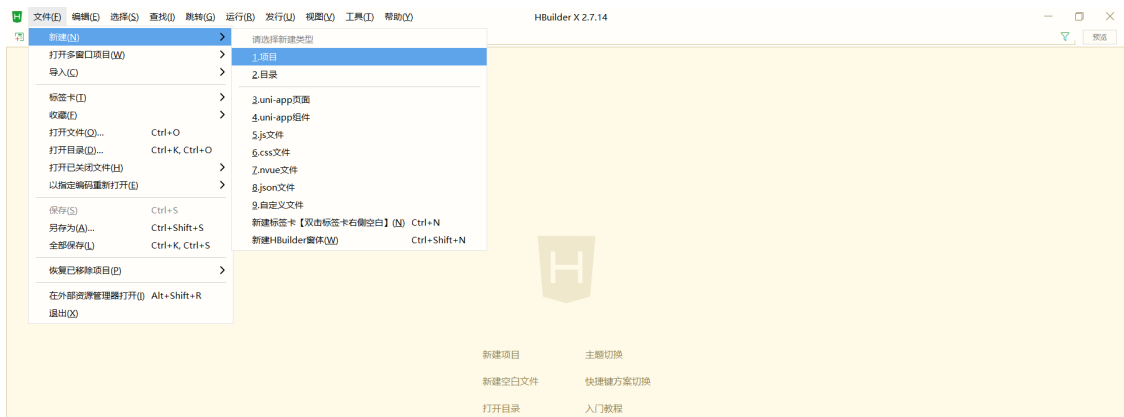 文件(F) 编辑(E) 选择(S) 查找(I) 跳转(G) 运行(R) 发行(U) 视图(V) 工具(T) 帮助(Y) HBuilder X 2.7.14
预览
新建(N)
打开多窗口项目(W)
导入(C)
标签卡(T)
收藏(F)
打开文件(O)... Ctrl+O
打开目录(D)... Ctrl+K, Ctrl+O
打开已关闭文件(H)
以指定编码重新打开(E)
保存(S) Ctrl+S
另存为(A)... Ctrl+Shift+S
全部保存(L) Ctrl+K, Ctrl+S
恢复已移除项目(P)
在外部资源管理器打开(I) Alt+Shift+R
退出(X)
请选择新建类型
1.项目
2.目录
3.uni-app页面
4.uni-app组件
5.js文件
6.css文件
7.nvue文件
8.json文件
9.自定义文件
新建标签卡【双击标签卡右侧空白】(N) Ctrl+N
新建HBuilder窗体(W) Ctrl+Shift+N
H
新建项目 主题切换
新建空白文件 快捷键方案切换
打开目录 入门教程